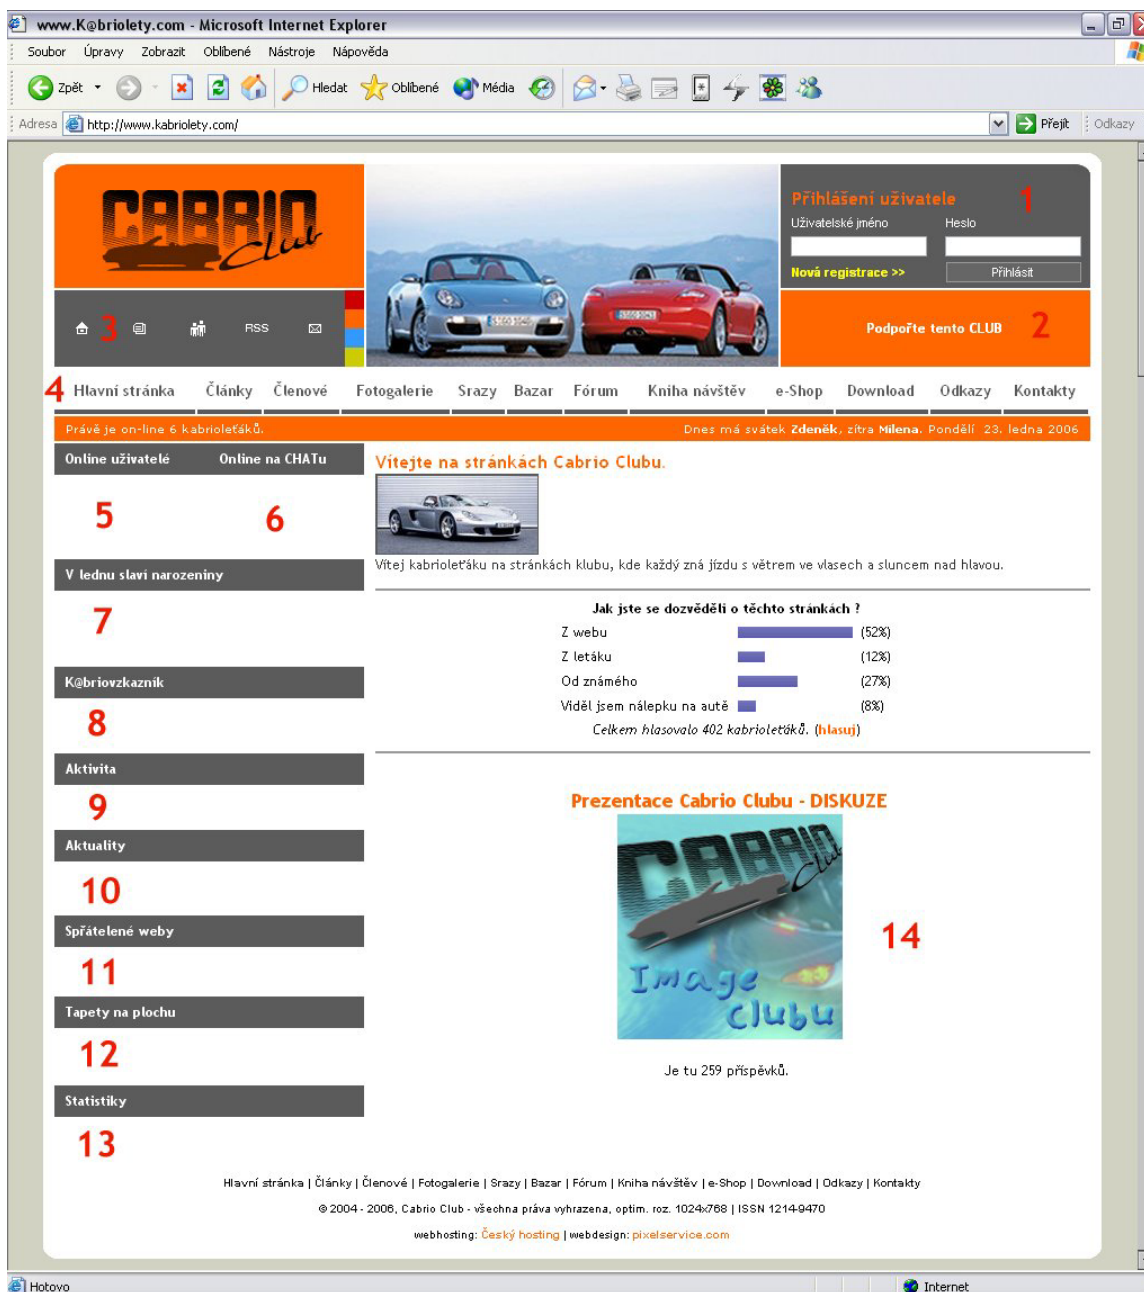 www.K@briolety.com - Microsoft Internet Explorer
Soubor Úpravy Zobrazit Oblíbené Nástroje Nápověda
Zpět Hledat Oblíbené Média
Adresa http://www.kabriolety.com/ Přejít Odkazy
CABRIO
Club
Přihlášení uživatele 1
Uživatelské jméno Heslo
Nová registrace >> Přihlásit
3 RSS
Podpořte tento CLUB 2
4 Hlavní stránka Články Členové Fotogalerie Srazy Bazar Fórum Kniha návštěv e-Shop Download Odkazy Kontakty
Právě je on-line 6 kabrioleťáků. Dnes má svátek Zdeněk, zítra Milena. Pondělí 23. ledna 2006
Online uživatelé Online na CHATu
5 6
V lednu slaví narozeniny
7
K@briovzkazník
8
Aktivita
9
Aktuality
10
Spřátelené weby
11
Tapety na plochu
12
Statistiky
13
Vítejte na stránkách Cabrio Clubu.
Vítej kabrioleťáku na stránkách klubu, kde každý zná jízdu s větrem ve vlasech a sluncem nad hlavou.
Jak jste se dozvěděli o těchto stránkách ?
Z webu (52%)
Z letáku (12%)
Od známého (27%)
Viděl jsem nálepku na autě (8%)
Celkem hlasovalo 402 kabrioleťáků. (hlasuj)
Prezentace Cabrio Clubu - DISKUZE
CABRIO
Club
Image
clubu
14
Je tu 259 příspěvků.
Hlavní stránka | Články | Členové | Fotogalerie | Srazy | Bazar | Fórum | Kniha návštěv | e-Shop | Download | Odkazy | Kontakty
© 2004 - 2006, Cabrio Club - všechna práva vyhrazena, optim. roz. 1024x768 | ISSN 1214-9470
webhosting: Český hosting | webdesign: pixelservice.com
Hotovo Internet